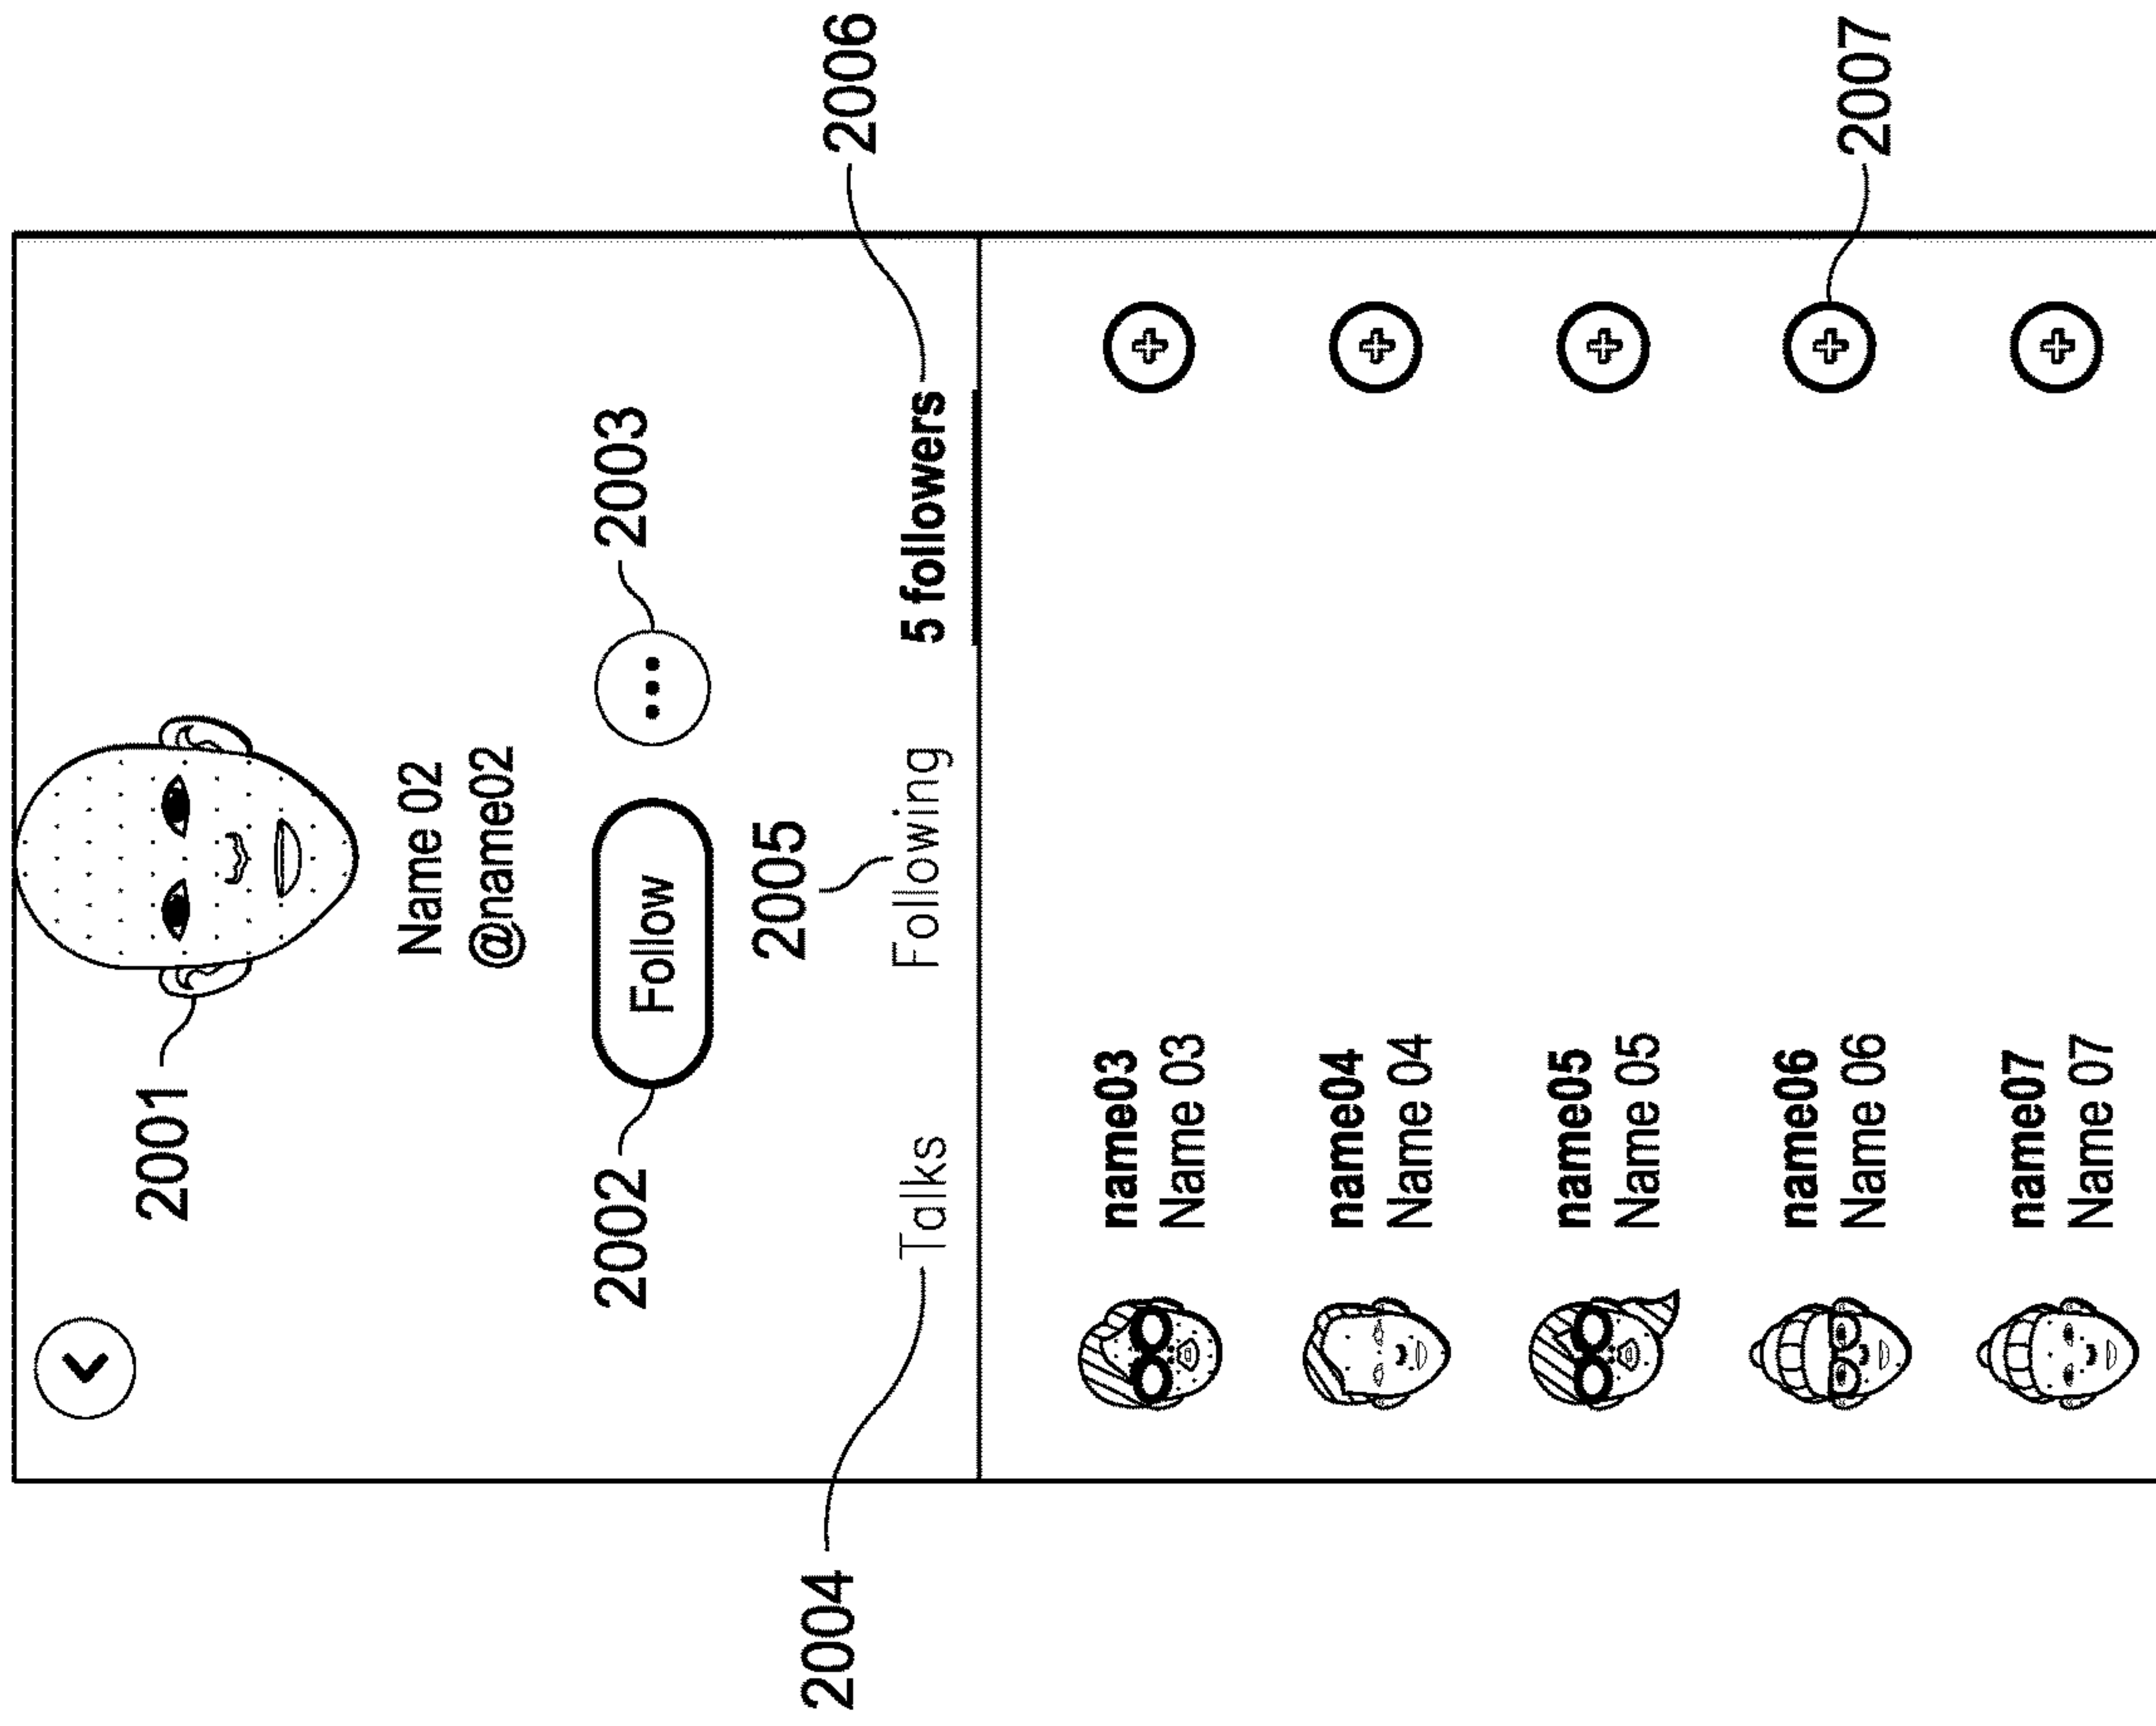 2001
Name 02
@name02
2002
Follow
2003
2005
2004
2006
Talks
Following
5 followers
name03
Name 03
name04
Name 04
name05
Name 05
name06
Name 06
2007
name07
Name 07